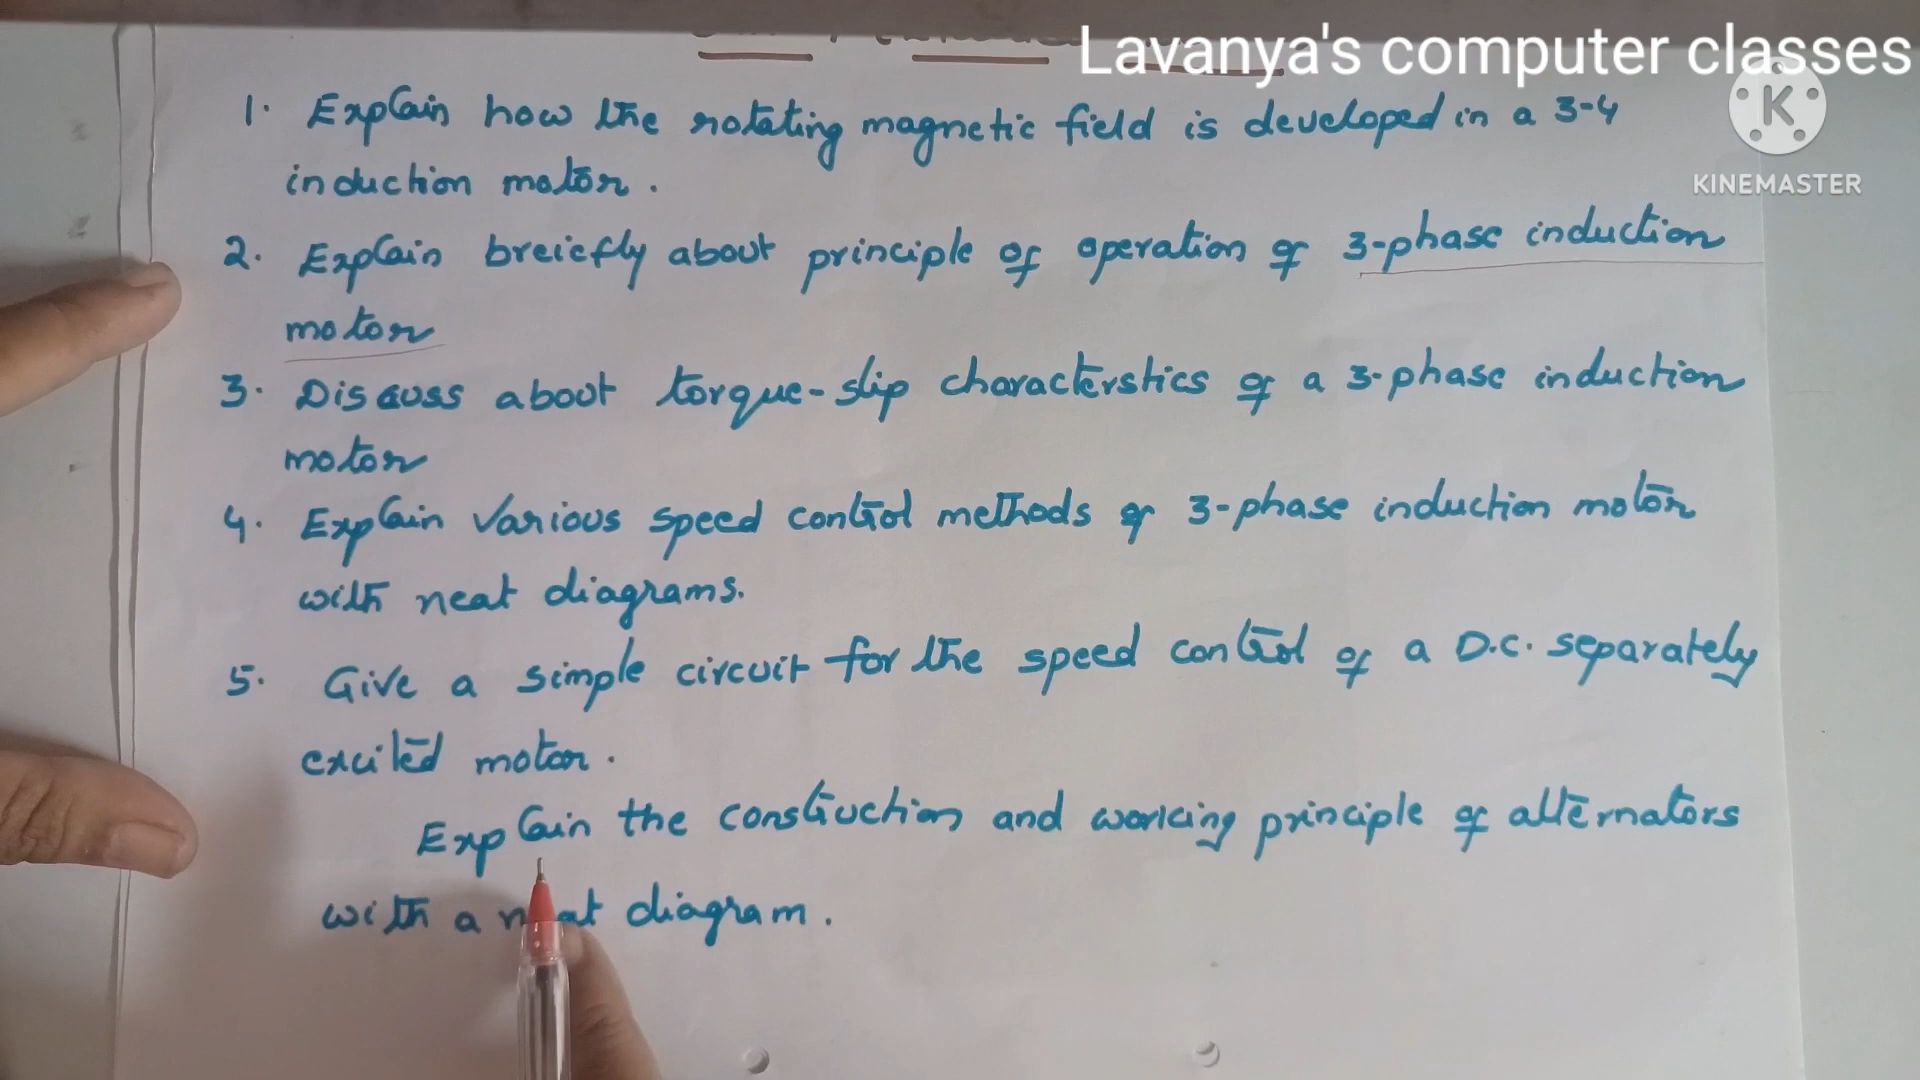 Lavanya's computer classes
K
KINEMASTER
1. Explain how the rotating magnetic field is developed in a 3-4
induction motor.
2. Explain breiefly about principle of operation of 3-phase induction
motor
3. Discuss about torque-slip characterstics of a 3-phase induction
motor
4. Explain various speed control methods of 3-phase induction motor
with neat diagrams.
5. Give a simple circuit for the speed control of a D.C. separately
excited motor.
Explain the construction and working principle of alternators
with a neat diagram.